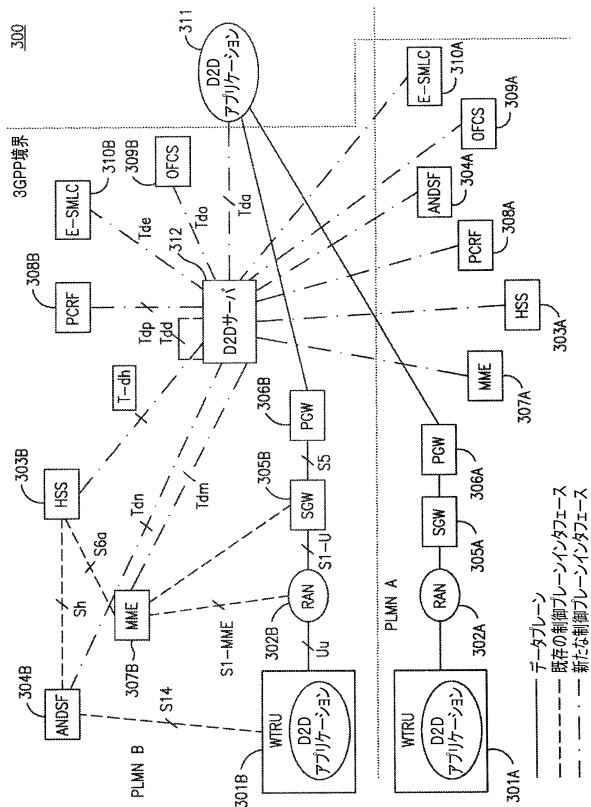 300
3GPP境界
311
D2D
アプリケーション
E-SMLC
310B
OFCS
309B
E-SMLC
310A
OFCS
309A
ANDSF
304A
PCRF
308A
HSS
303A
MME
307A
PCRF
308B
Tde
Tdo
Tda
312
D2Dサーバ
Tdp
Tdd
T-dh
303B
HSS
S6a
Sh
Tdn
Tdm
304B
ANDSF
MME
307B
S14
S1-MME
PLMN B
301B
WTRU
D2D
アプリケーション
Uu
RAN
302B
S1-U
SGW
305B
S5
PGW
306B
PLMN A
301A
WTRU
D2D
アプリケーション
RAN
302A
SGW
305A
PGW
306A
データプレーン
既存の制御プレーンインタフェース
新たな制御プレーンインタフェース